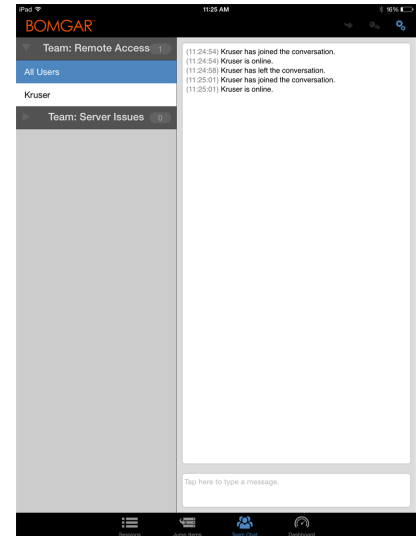 iPad 11:25 AM 16%
BOMGAR
Team: Remote Access 1
All Users
Kruser
Team: Server Issues 0
(11:24:54) Kruser has joined the conversation.
(11:24:54) Kruser is online.
(11:24:58) Kruser has left the conversation.
(11:25:01) Kruser has joined the conversation.
(11:25:01) Kruser is online.
Tap here to type a message.
Sessions Jump Items Team Chat Dashboard